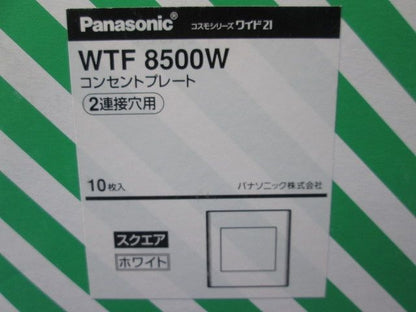 Panasonic® コスモシリーズ ワイド21
WTF 8500W
コンセントプレート
2連接穴用
10枚入 パナソニック株式会社
スクエア
ホワイト